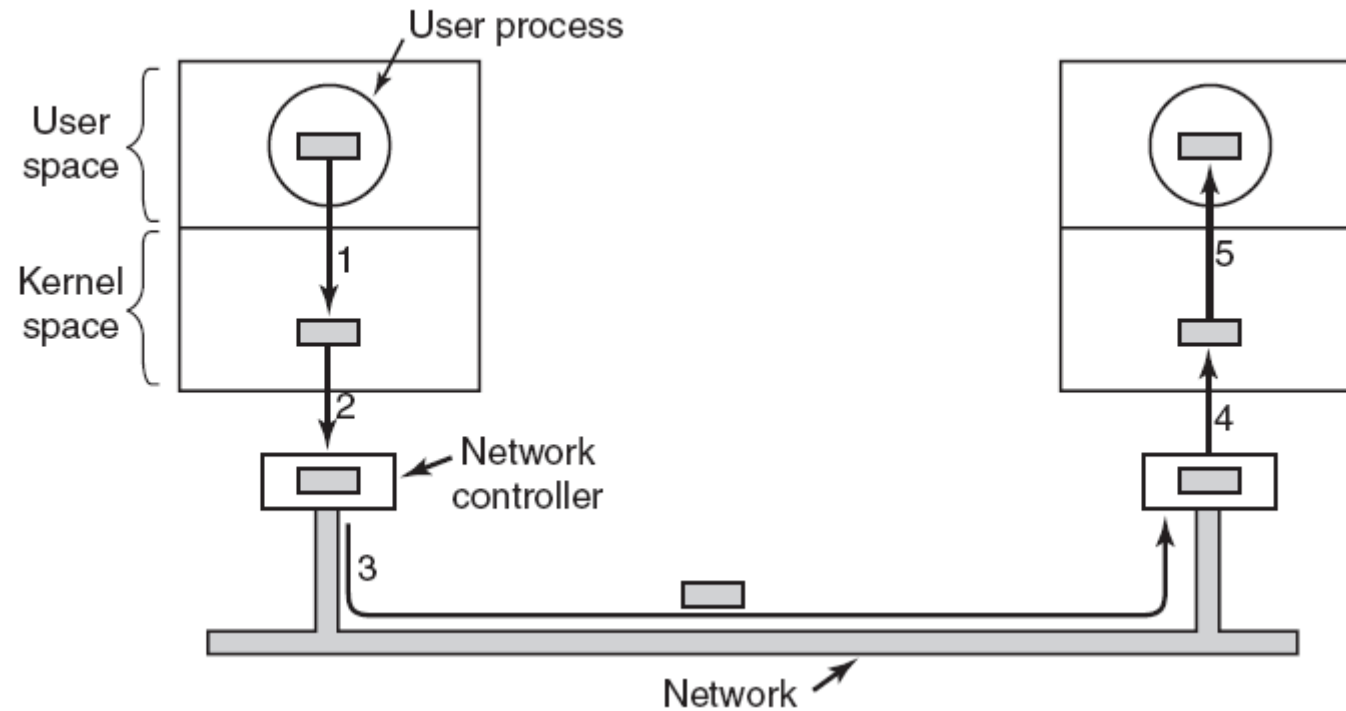 User process
User
space
1
5
Kernel
space
2
4
Network
controller
3
Network